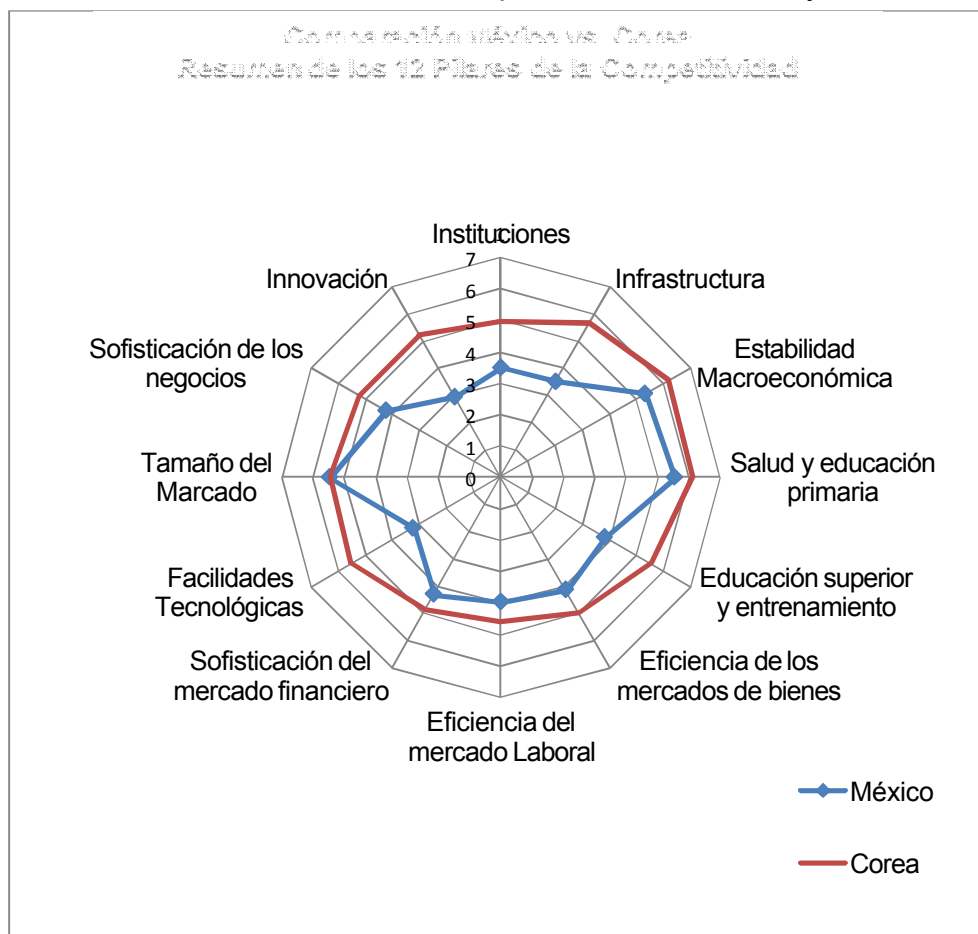 Comparación México vs. Corea
Resumen de los 12 Pilares de la Competitividad
Instituciones
Innovación
Infrastructura
Sofisticación de los
negocios
Estabilidad
Macroeconómica
Tamaño del
Marcado
Salud y educación
primaria
Facilidades
Tecnológicas
Educación superior
y entrenamiento
Sofisticación del
mercado financiero
Eficiencia de los
mercados de bienes
Eficiencia del
mercado Laboral
7
6
5
4
3
2
1
0
México
Corea